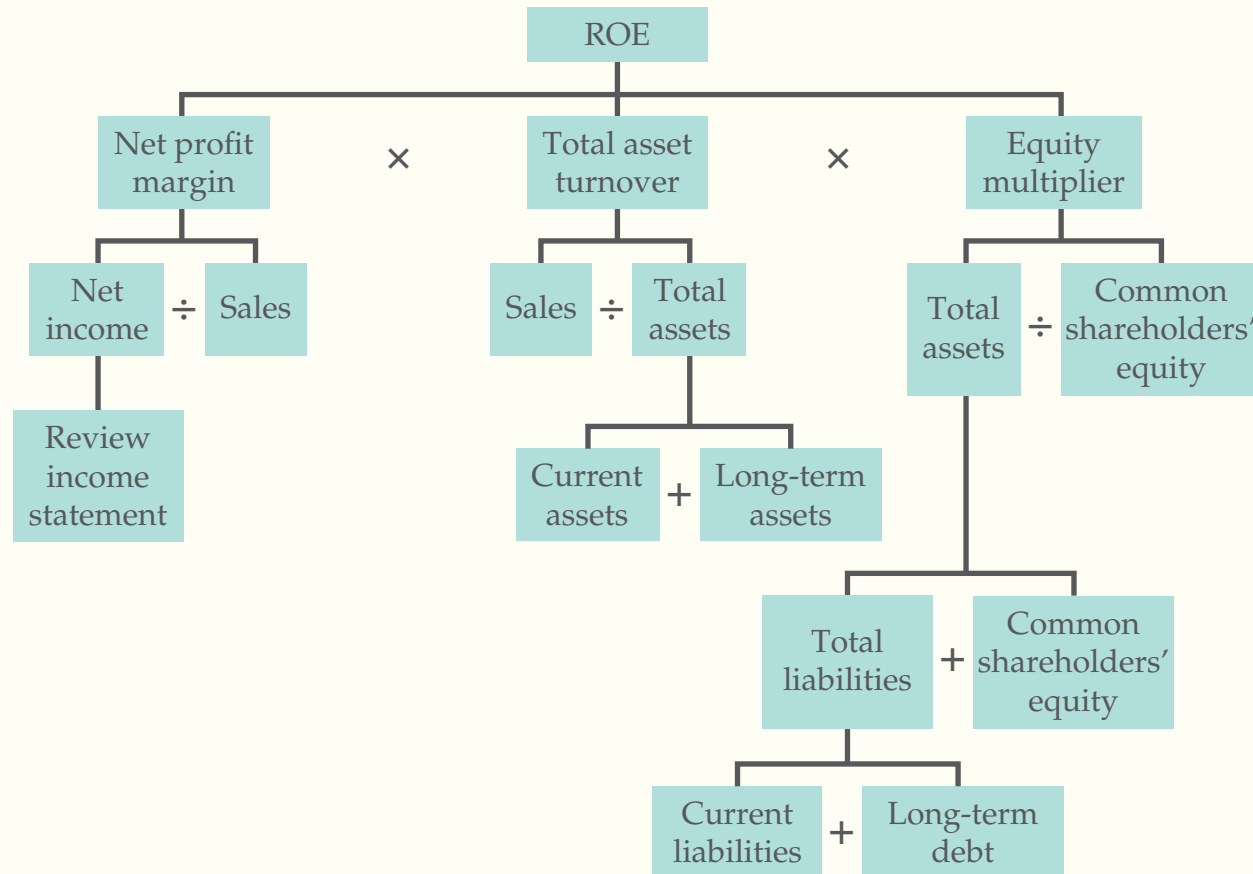 ROE
Net profit
margin
×
Total asset
turnover
×
Equity
multiplier
Net
income
÷
Sales
Sales
÷
Total
assets
Total
assets
÷
Common
shareholders’
equity
Review
income
statement
Current
assets
+
Long-term
assets
Total
liabilities
+
Common
shareholders’
equity
Current
liabilities
+
Long-term
debt